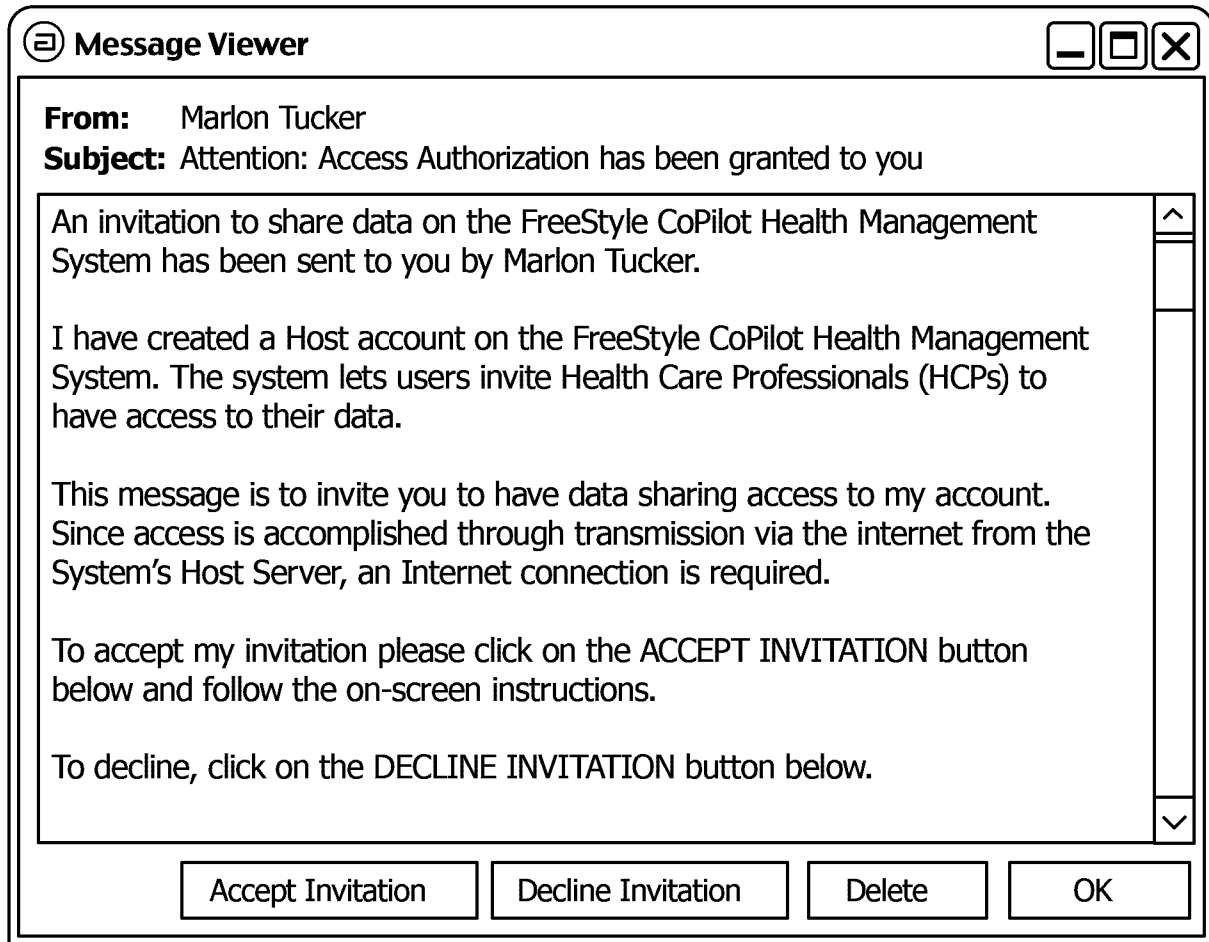 Message Viewer
From: Marlon Tucker
Subject: Attention: Access Authorization has been granted to you
An invitation to share data on the FreeStyle CoPilot Health Management
System has been sent to you by Marlon Tucker.
I have created a Host account on the FreeStyle CoPilot Health Management
System. The system lets users invite Health Care Professionals (HCPs) to
have access to their data.
This message is to invite you to have data sharing access to my account.
Since access is accomplished through transmission via the internet from the
System's Host Server, an Internet connection is required.
To accept my invitation please click on the ACCEPT INVITATION button
below and follow the on-screen instructions.
To decline, click on the DECLINE INVITATION button below.
Accept Invitation Decline Invitation Delete OK